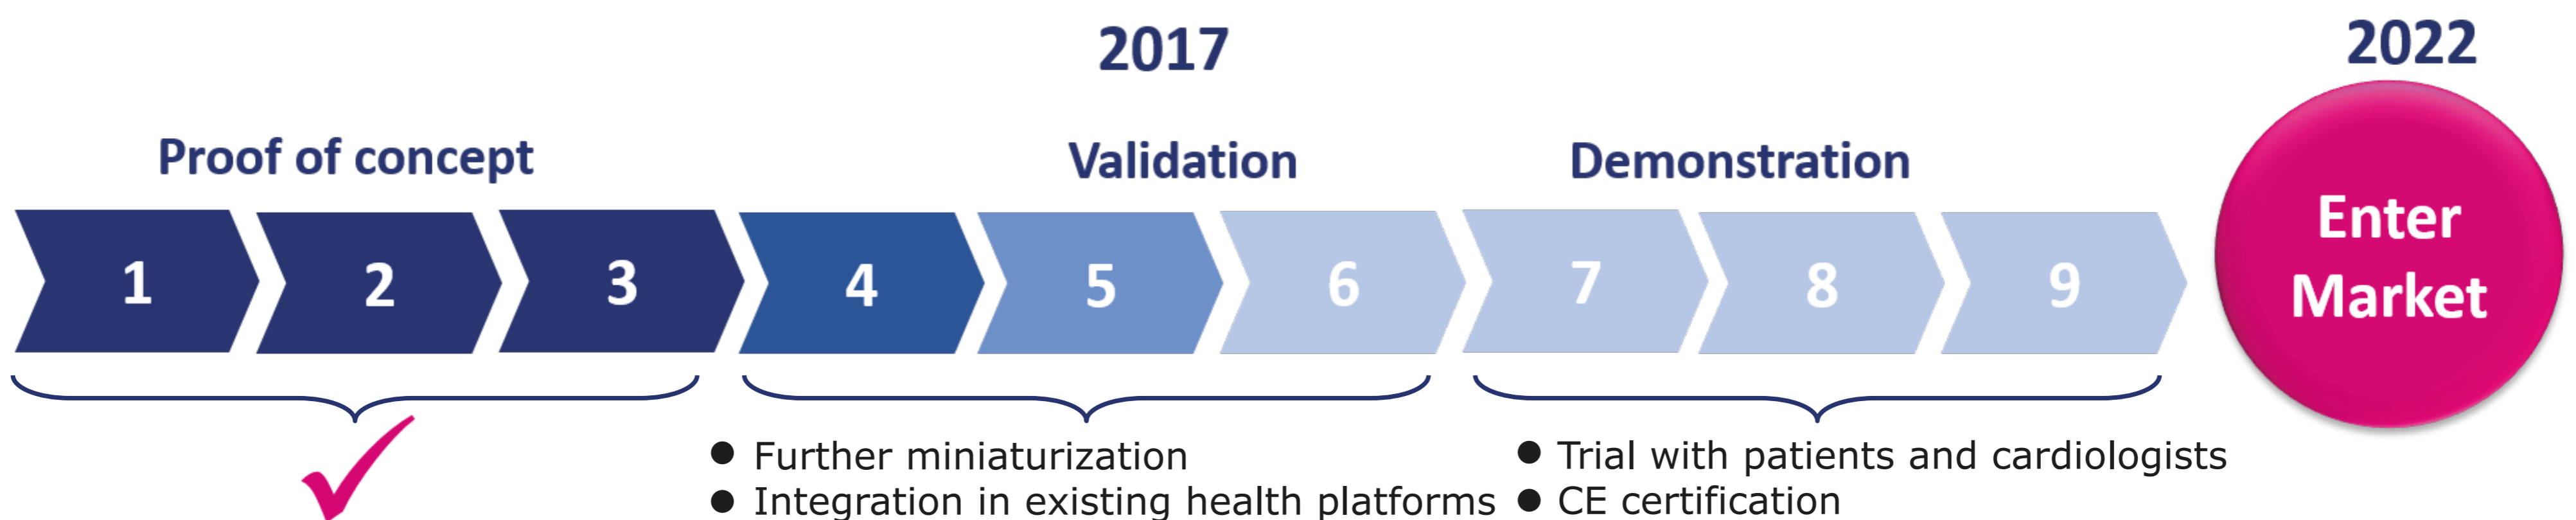 2017
2022
Proof of concept
Validation
Demonstration
1
2
3
4
5
6
7
8
9
Enter
Market
● Further miniaturization
● Integration in existing health platforms
● Trial with patients and cardiologists
● CE certification